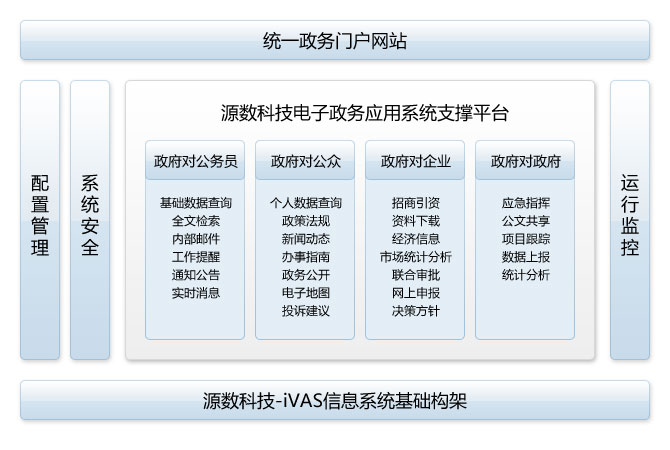 统一政务门户网站
配置管理
系统安全
源数科技电子政务应用系统支撑平台
政府对公务员
基础数据查询
全文检索
内部邮件
工作提醒
通知公告
实时消息
政府对公众
个人数据查询
政策法规
新闻动态
办事指南
政务公开
电子地图
投诉建议
政府对企业
招商引资
资料下载
经济信息
市场统计分析
联合审批
网上申报
决策方针
政府对政府
应急指挥
公文共享
项目跟踪
数据上报
统计分析
运行监控
源数科技-iVAS信息系统基础构架